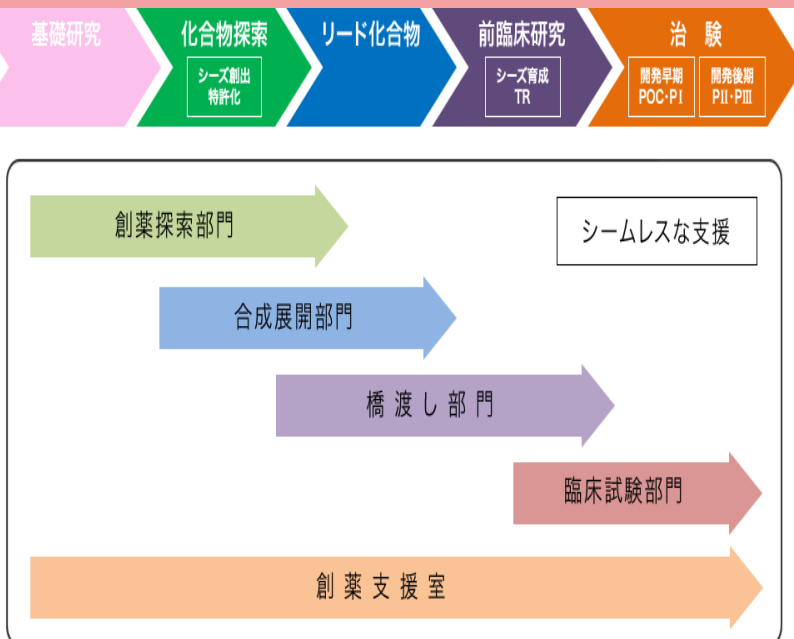 基礎研究
化合物探索
シーズ創出
特許化
リード化合物
前臨床研究
シーズ育成
TR
治 験
開発早期
POC・PⅠ
開発後期
PⅡ・PⅢ
創薬探索部門
シームレスな支援
合成展開部門
橋渡し部門
臨床試験部門
創薬支援室